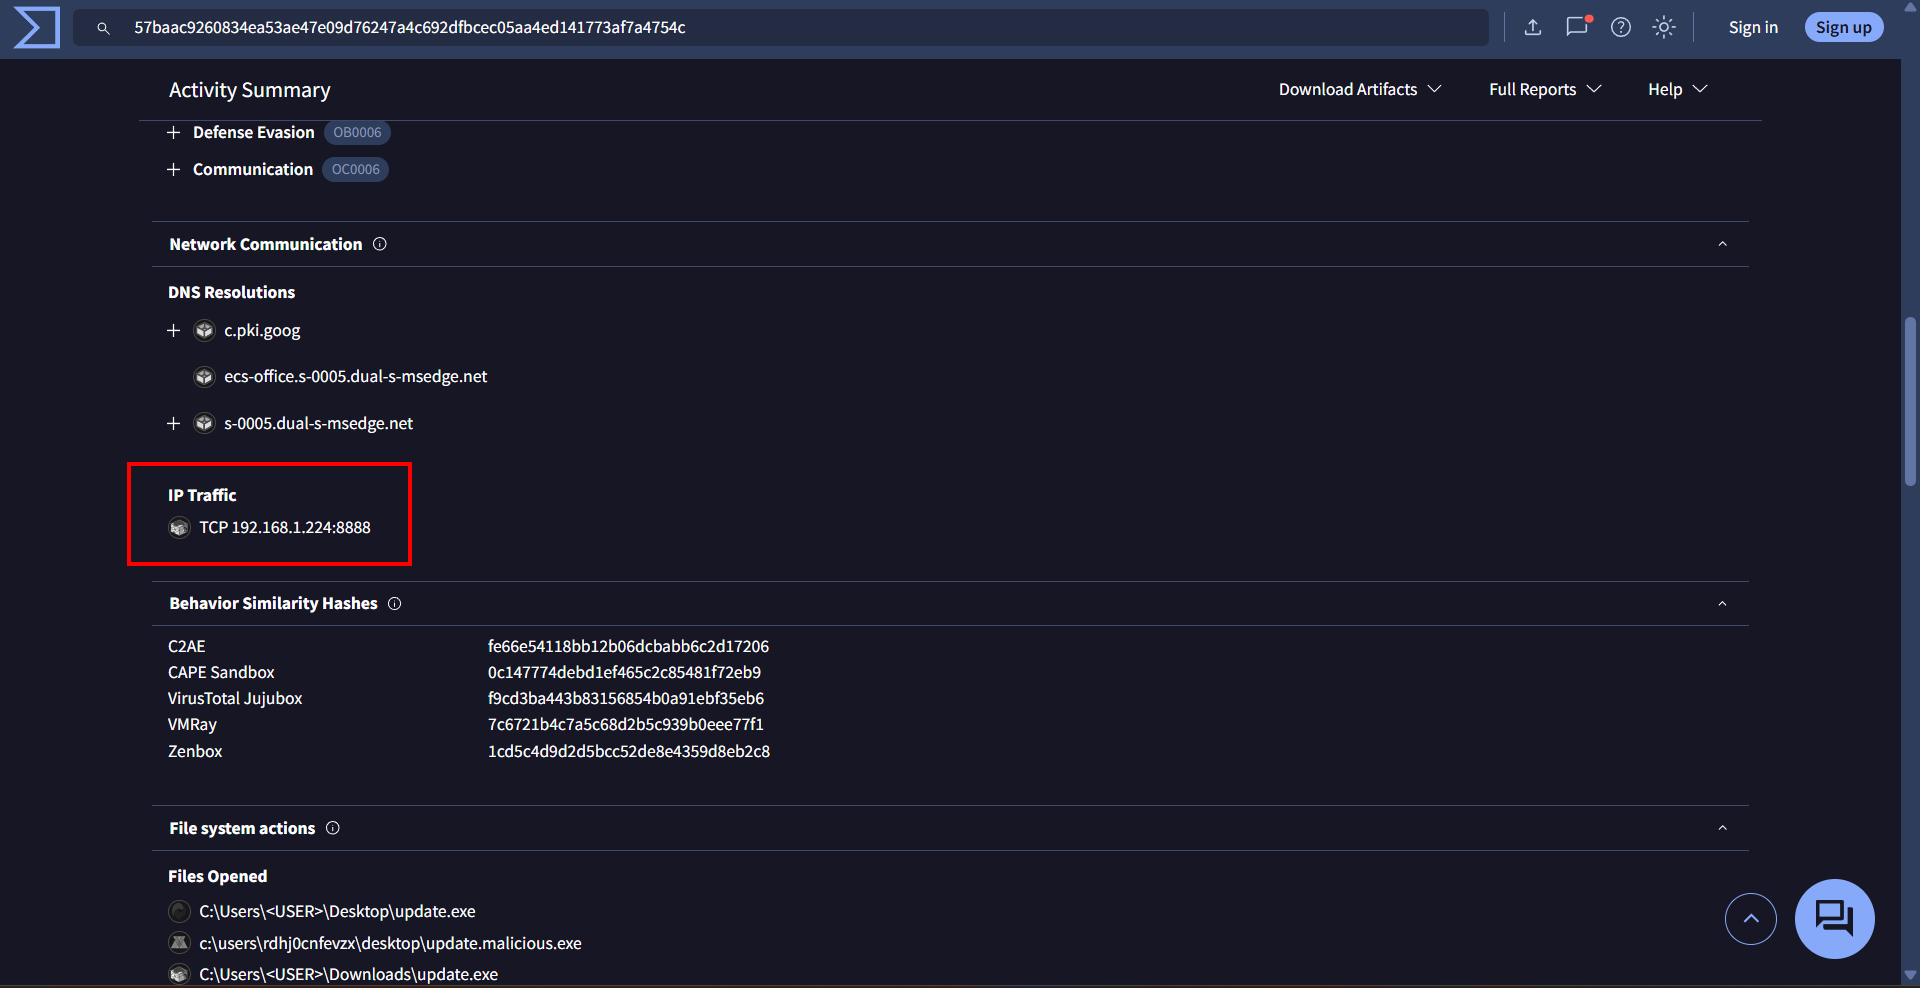 57baac9260834ea53ae47e09d76247a4c692dfbcec05aa4ed141773af7a4754c
Sign in
Sign up
Activity Summary
Download Artifacts
Full Reports
Help
Defense Evasion OB0006
Communication OC0006
Network Communication
DNS Resolutions
c.pki.goog
ecs-office.s-0005.dual-s-msedge.net
s-0005.dual-s-msedge.net
IP Traffic
TCP 192.168.1.224:8888
Behavior Similarity Hashes
C2AE fe66e54118bb12b06dcbabb6c2d17206
CAPE Sandbox 0c147774debd1ef465c2c85481f72eb9
VirusTotal Jujubox f9cd3ba443b83156854b0a91ebf35eb6
VMRay 7c6721b4c7a5c68d2b5c939b0eee77f1
Zenbox 1cd5c4d9d2d5bcc52de8e4359d8eb2c8
File system actions
Files Opened
C:\Users\<USER>\Desktop\update.exe
c:\users\rdhj0cnfevzx\desktop\update.malicious.exe
C:\Users\<USER>\Downloads\update.exe